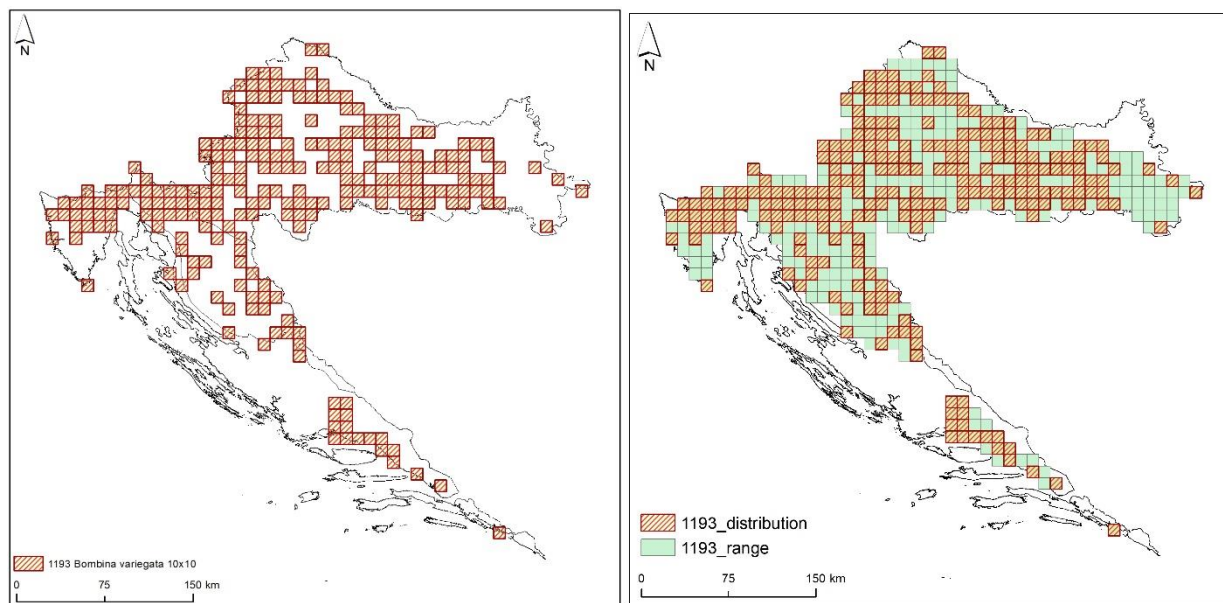 N
1193 Bombina variegata 10x10
0 75 150 km
N
1193_distribution
1193_range
0 75 150 km